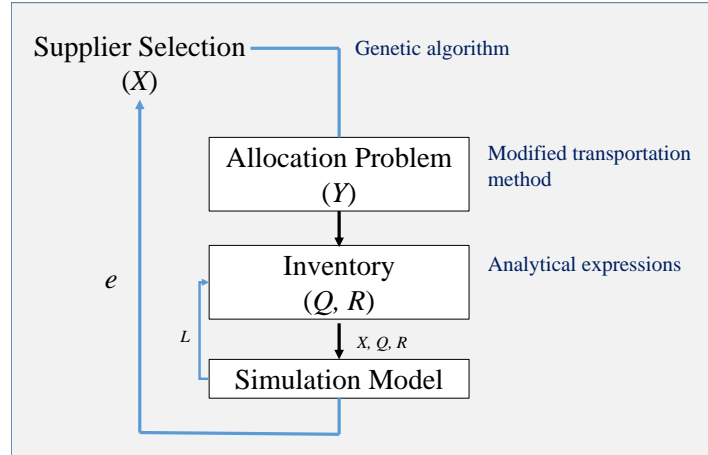 Supplier Selection
(X)
Genetic algorithm
Allocation Problem
(Y)
Modified transportation
method
Inventory
(Q, R)
Analytical expressions
e
L
X, Q, R
Simulation Model